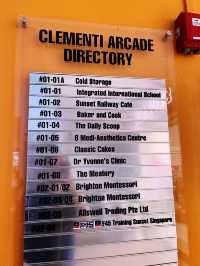 CLEMENTI ARCADE
DIRECTORY
#01-01A Cold Storage
#01-01 Integrated International School
#01-02 Sunset Railway Cafe
#01-03 Baker and Cook
#01-04 The Daily Scoop
#01-05 8 Medi-Aesthetics Centre
#01-06 Classic Cakes
#01-07 Dr Yvonne's Clinic
#01-08 The Meatery
#02-01 02 Brighton Montessori
Brighton Montessori
Allswell Trading Pte Ltd
F45 Training Sunset Singapore